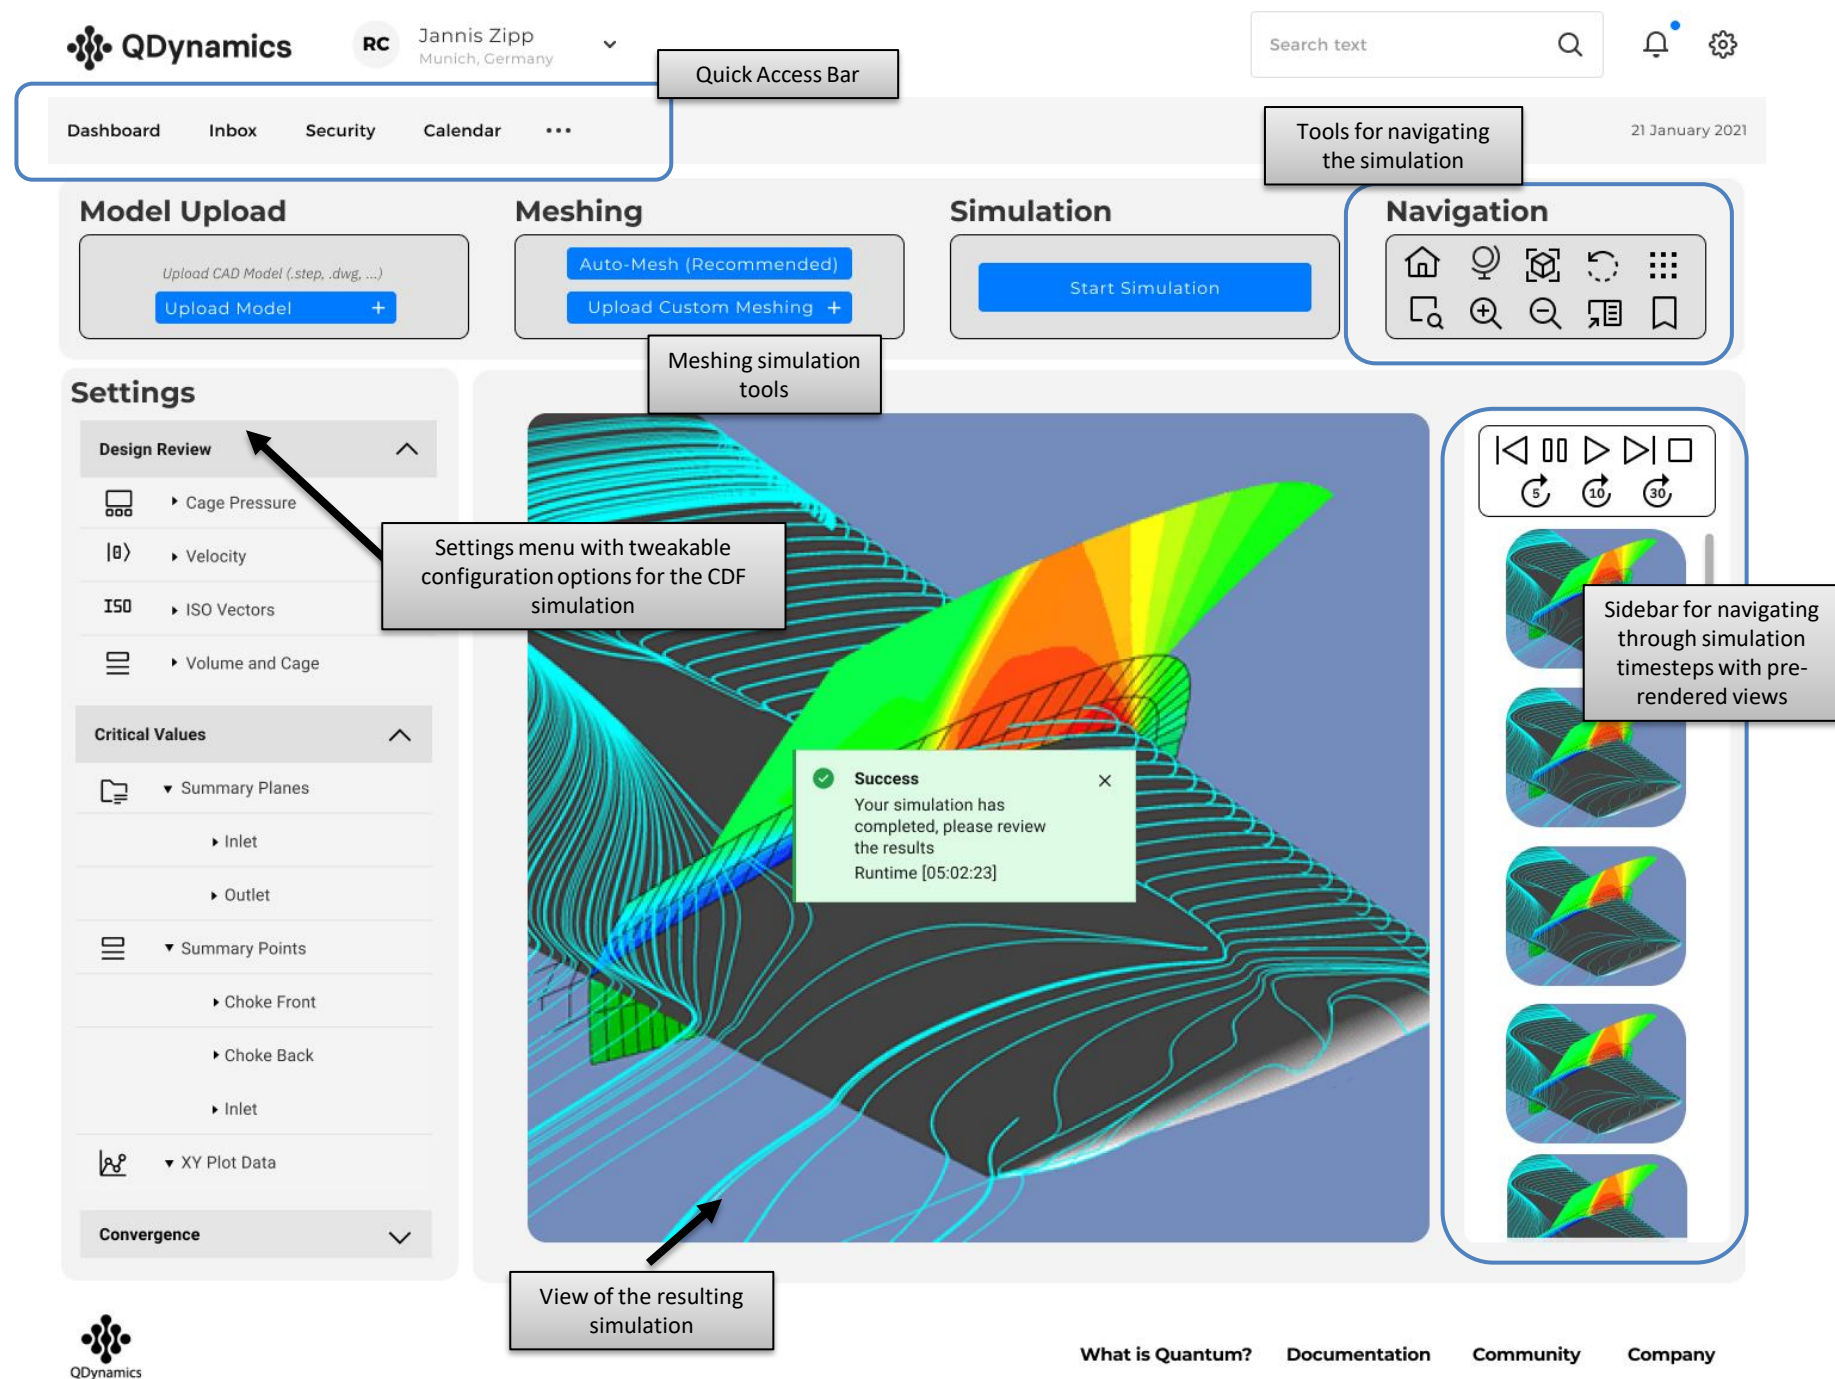 QDynamics
RC
Jannis Zipp
Munich, Germany
Search text
Quick Access Bar
Dashboard Inbox Security Calendar •••
21 January 2021
Tools for navigating
the simulation
Model Upload
Upload CAD Model (.step, .dwg, ...)
Upload Model +
Meshing
Auto-Mesh (Recommended)
Upload Custom Meshing +
Meshing simulation
tools
Simulation
Start Simulation
Navigation
Settings
Design Review
Cage Pressure
|0⟩ Velocity
ISO ISO Vectors
Volume and Cage
Settings menu with tweakable
configuration options for the CDF
simulation
Critical Values
Summary Planes
Inlet
Outlet
Summary Points
Choke Front
Choke Back
Inlet
XY Plot Data
Convergence
Success
Your simulation has
completed, please review
the results
Runtime [05:02:23]
View of the resulting
simulation
5 10 30
Sidebar for navigating
through simulation
timesteps with pre-
rendered views
QDynamics
What is Quantum? Documentation Community Company